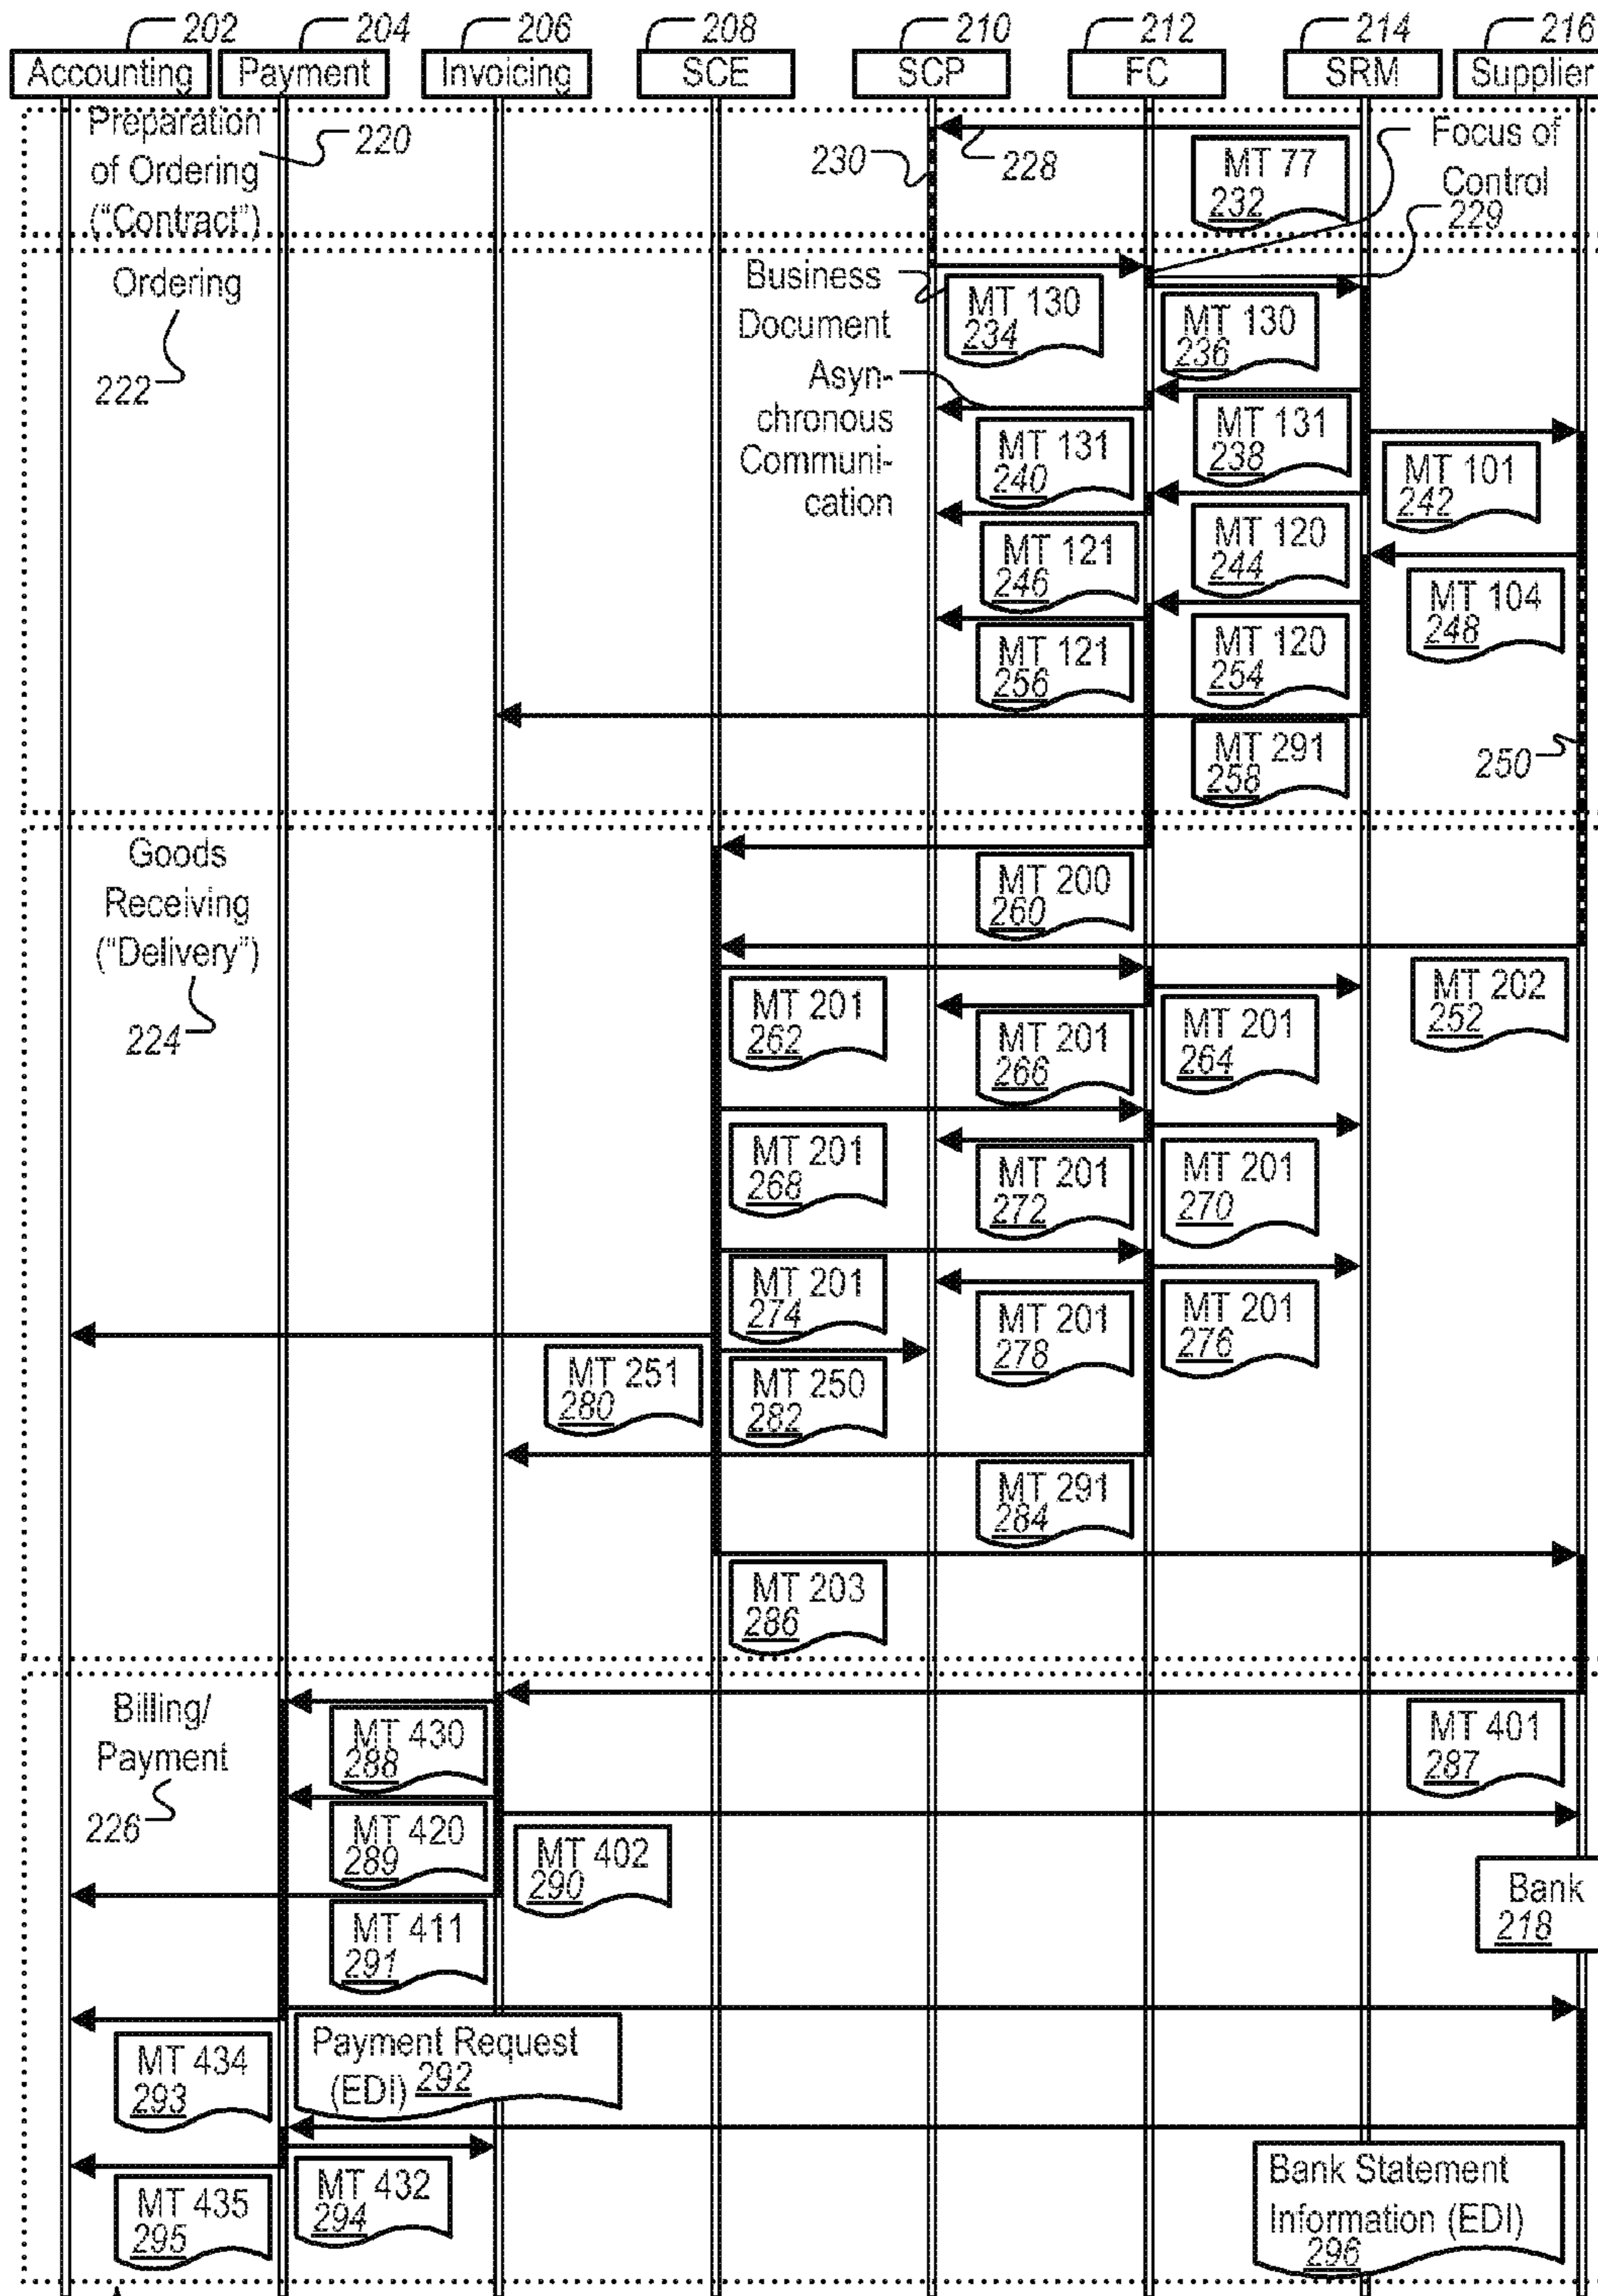 202 204 206 208 210 212 214 216
Accounting Payment Invoicing SCE SCP FC SRM Supplier
Preparation
of Ordering
("Contract")
220
230
228
MT 77
232
Focus of
Control
229
Ordering
222
Business
Document
MT 130
234
MT 130
236
Asyn-
chronous
Communi-
cation
MT 131
240
MT 131
238
MT 101
242
MT 121
246
MT 120
244
MT 104
248
MT 121
256
MT 120
254
MT 291
258
250
Goods
Receiving
("Delivery")
224
MT 200
260
MT 201
262
MT 201
266
MT 201
264
MT 202
252
MT 201
268
MT 201
272
MT 201
270
MT 201
274
MT 201
278
MT 201
276
MT 251
280
MT 250
282
MT 291
284
MT 203
286
Billing/
Payment
226
MT 430
288
MT 401
287
MT 420
289
MT 402
290
MT 411
291
Bank
218
MT 434
293
Payment Request
(EDI) 292
MT 435
295
MT 432
294
Bank Statement
Information (EDI)
296